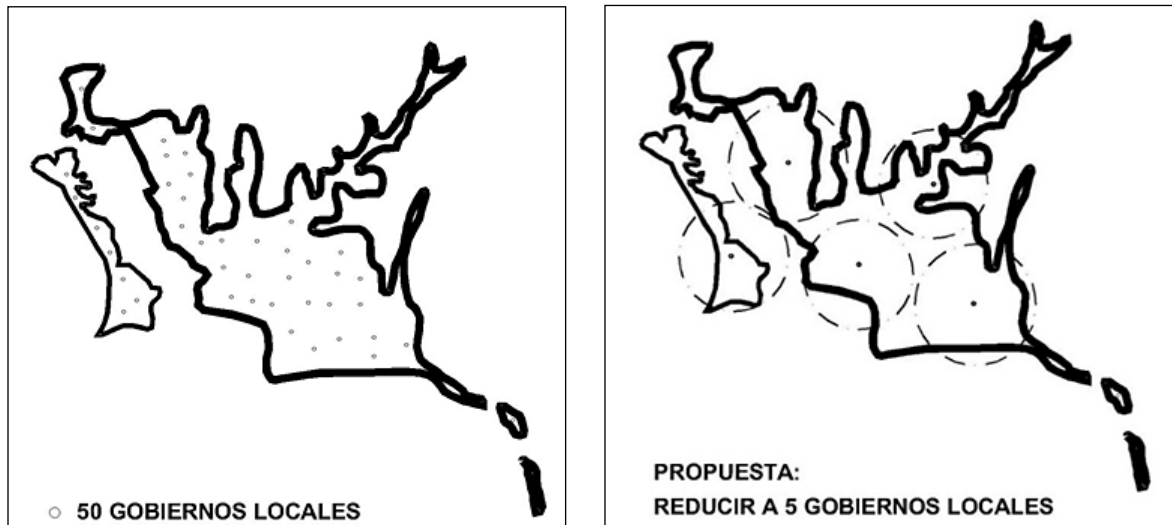 50 GOBIERNOS LOCALES
PROPUESTA:
REDUCIR A 5 GOBIERNOS LOCALES